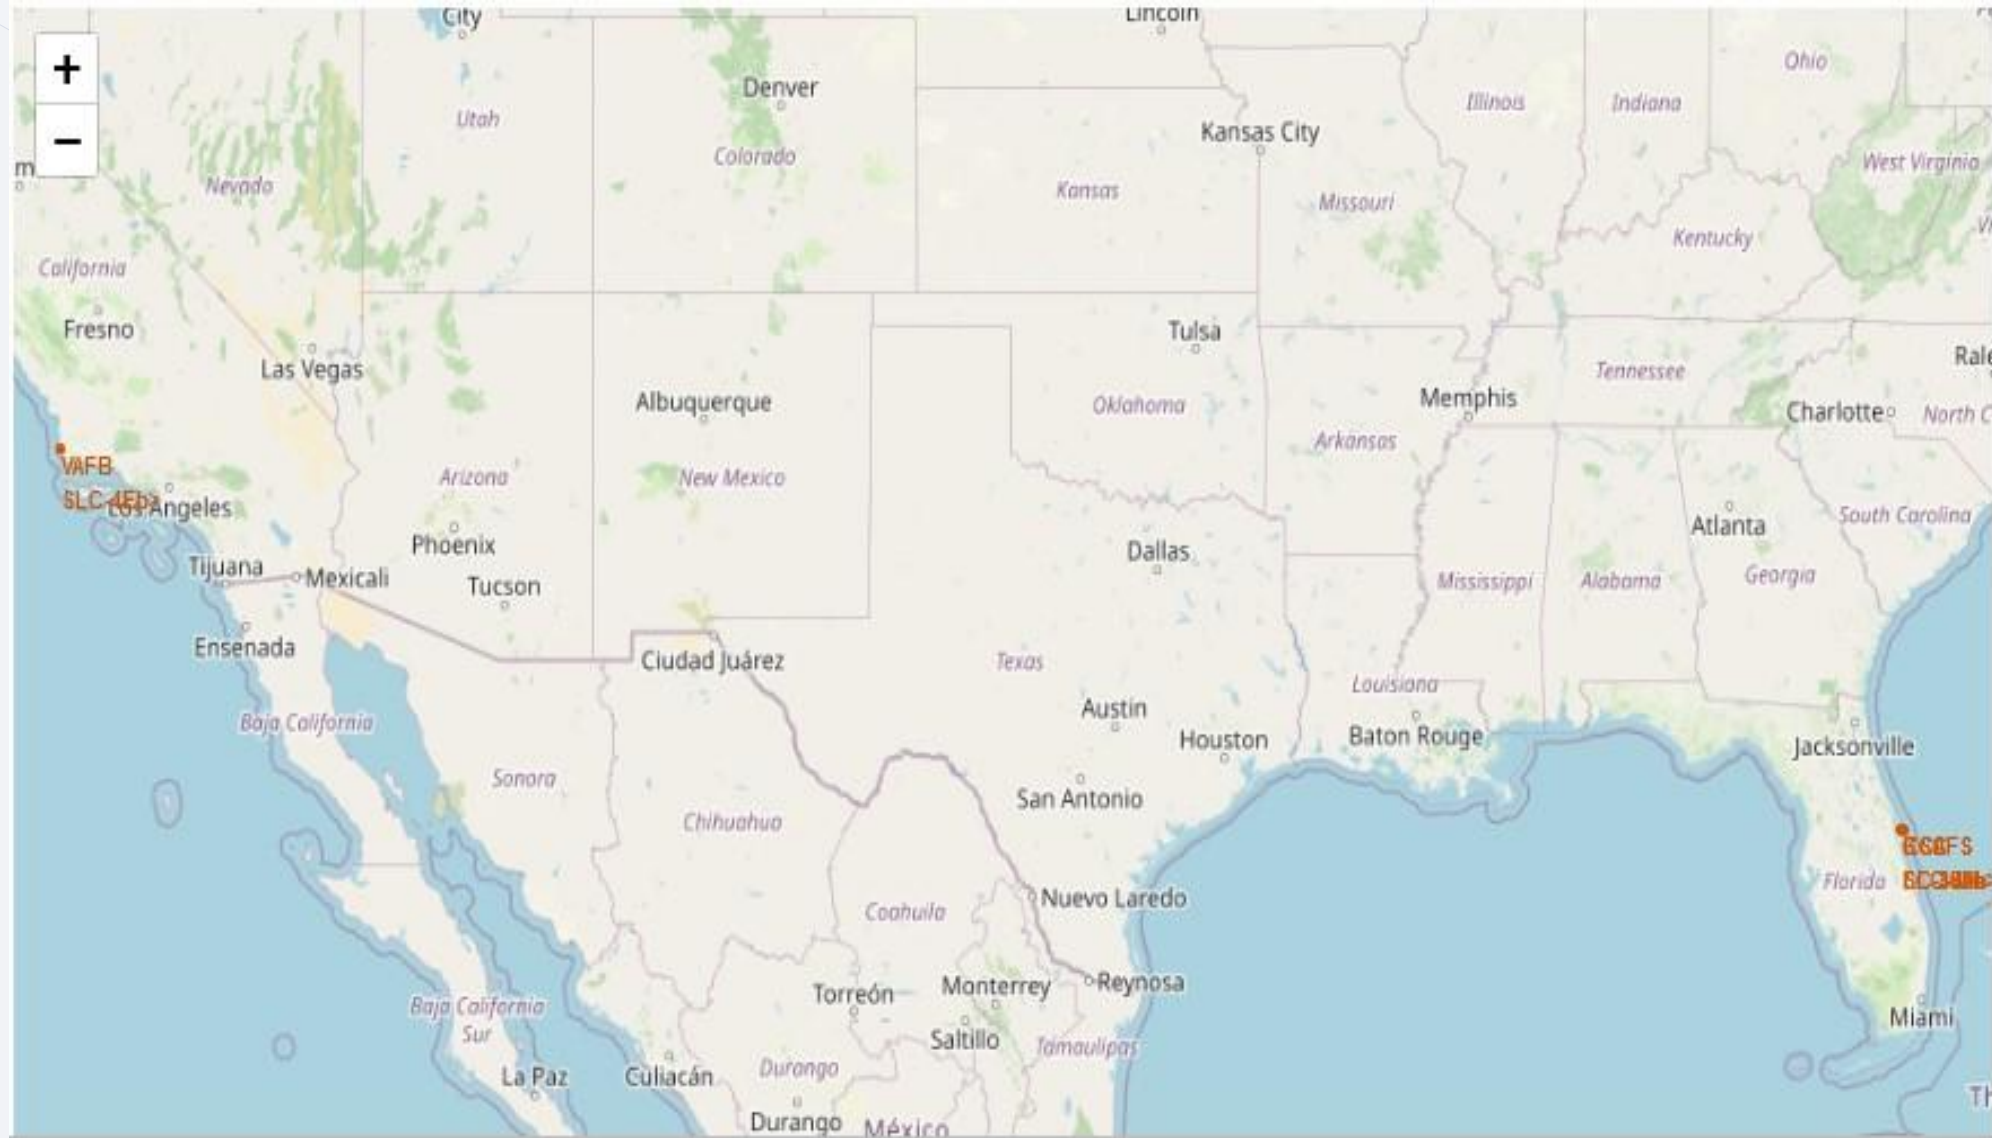 City
Lincoln
+
Denver
Ohio
Utah
Illinois
Indiana
−
Kansas City
Colorado
West Virginia
Nevada
Kansas
Missouri
Kentucky
California
Fresno
Tulsa
Las Vegas
Tennessee
Albuquerque
Memphis
Oklahoma
Charlotte
North C
Arkansas
VAFB
Arizona
New Mexico
SLC-4E
Los Angeles
South Carolina
Atlanta
Phoenix
Dallas
Tijuana
Mexicali
Georgia
Tucson
Mississippi
Alabama
Ensenada
Ciudad Juárez
Texas
Louisiana
Austin
Baja California
Houston
Baton Rouge
Jacksonville
Sonora
San Antonio
Chihuahua
Florida
Nuevo Laredo
Coahuila
Torreón
Monterrey
Reynosa
Baja California
Sur
Miami
Saltillo
Tamaulipas
Durango
La Paz
Culiacán
Durango
México